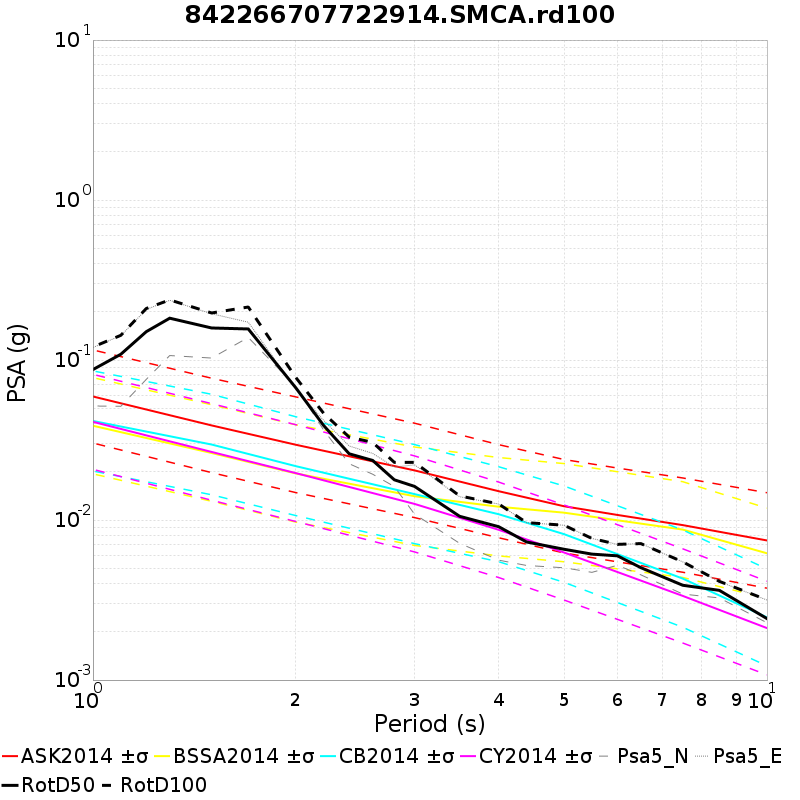 842266707722914.SMCA.rd100
10^1
10^0
10^-1
10^-2
10^-3
PSA (g)
10^0 2 3 4 5 6 7 8 9 10^1
Period (s)
ASK2014 ±σ BSSA2014 ±σ CB2014 ±σ CY2014 ±σ Psa5_N Psa5_E
RotD50 RotD100